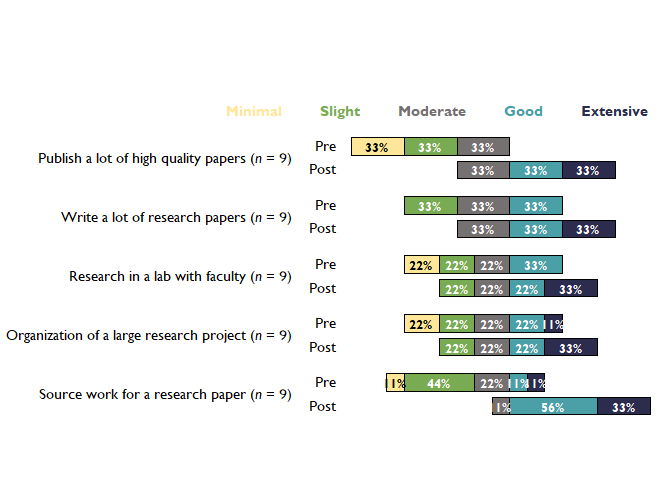 Minimal Slight Moderate Good Extensive
Publish a lot of high quality papers (n = 9)
Pre 33% 33% 33%
Post 33% 33% 33%
Write a lot of research papers (n = 9)
Pre 33% 33% 33%
Post 33% 33% 33%
Research in a lab with faculty (n = 9)
Pre 22% 22% 22% 33%
Post 22% 22% 22% 33%
Organization of a large research project (n = 9)
Pre 22% 22% 22% 22% 11%
Post 22% 22% 22% 33%
Source work for a research paper (n = 9)
Pre 11% 44% 22% 11% 11%
Post 11% 56% 33%